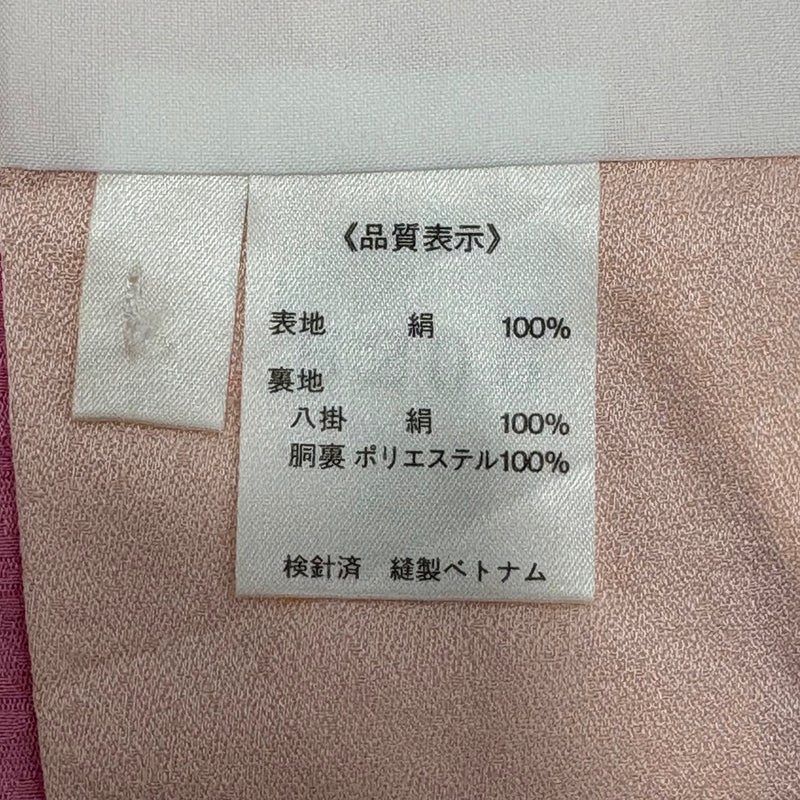 《品質表示》
表地 絹 100%
裏地
八掛 絹 100%
胴裏 ポリエステル100%
検針済 縫製ベトナム